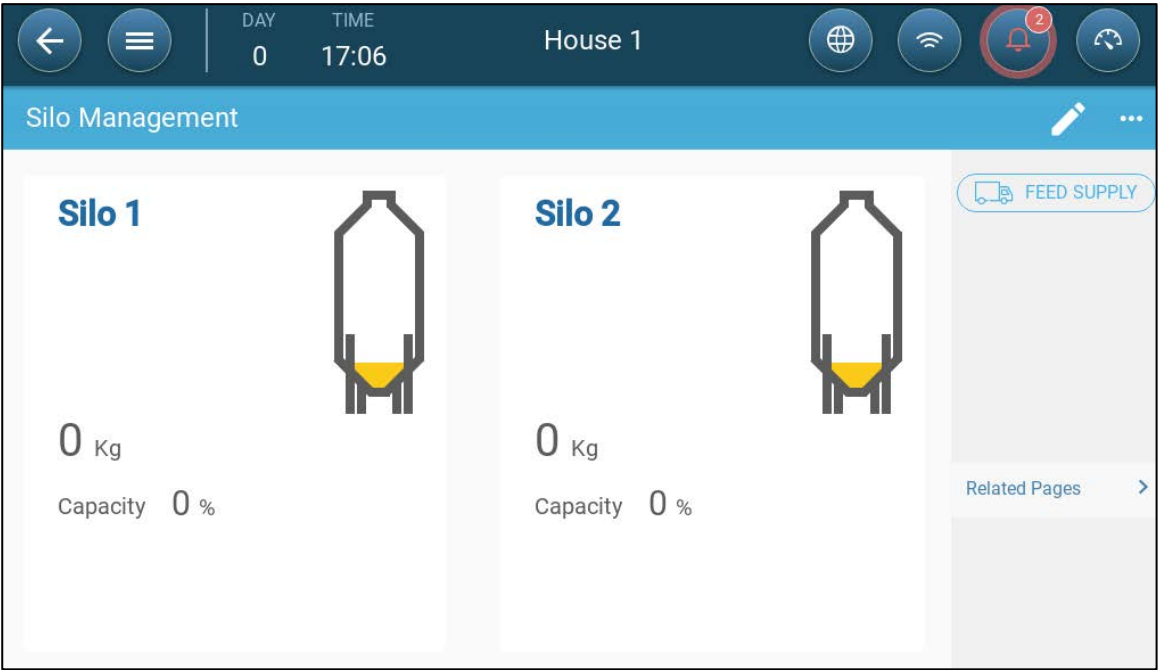 DAY TIME
0 17:06 House 1 2
Silo Management
Silo 1
0 Kg
Capacity 0 %
Silo 2
0 Kg
Capacity 0 %
FEED SUPPLY
Related Pages